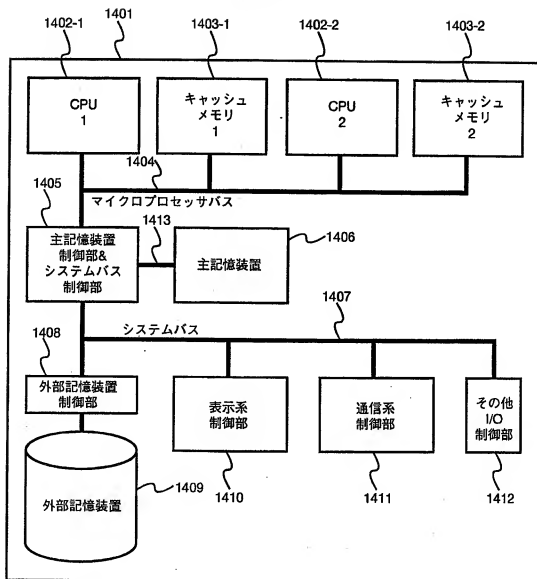 1402-1
1401
1403-1
1402-2
1403-2
CPU
1
キャッシュ
メモリ
1
CPU
2
キャッシュ
メモリ
2
1404
マイクロプロセッサバス
1405
主記憶装置
制御部&
システムバス
制御部
1413
主記憶装置
1406
システムバス
1407
1408
外部記憶装置
制御部
表示系
制御部
通信系
制御部
その他
I/O
制御部
外部記憶装置
1409
1410
1411
1412